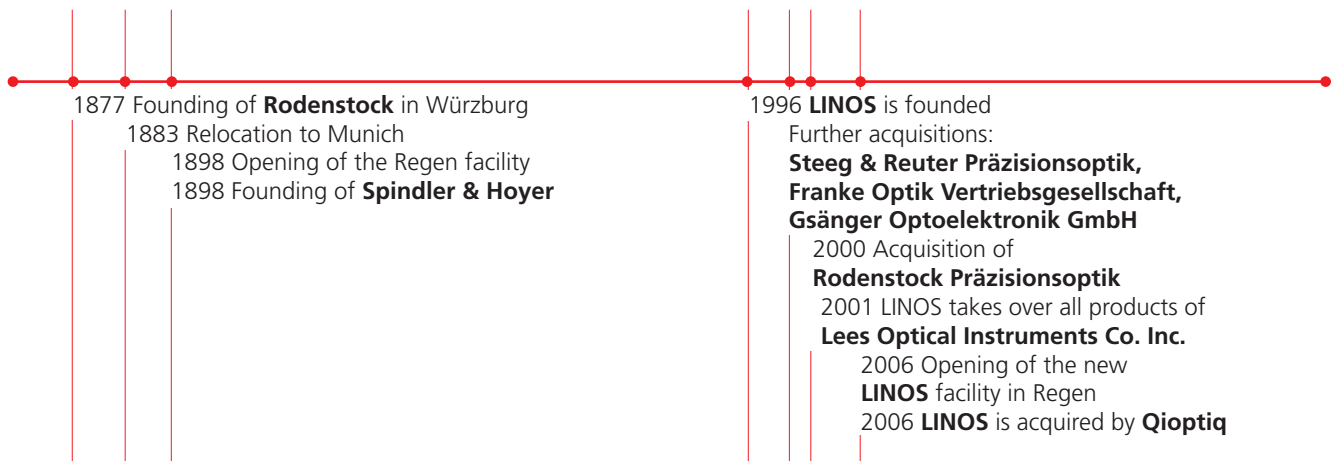 1877 Founding of Rodenstock in Würzburg
1883 Relocation to Munich
1898 Opening of the Regen facility
1898 Founding of Spindler & Hoyer
1996 LINOS is founded
Further acquisitions:
Steeg & Reuter Präzisionsoptik,
Franke Optik Vertriebsgesellschaft,
Gsänger Optoelektronik GmbH
2000 Acquisition of
Rodenstock Präzisionsoptik
2001 LINOS takes over all products of
Lees Optical Instruments Co. Inc.
2006 Opening of the new
LINOS facility in Regen
2006 LINOS is acquired by Qioptiq